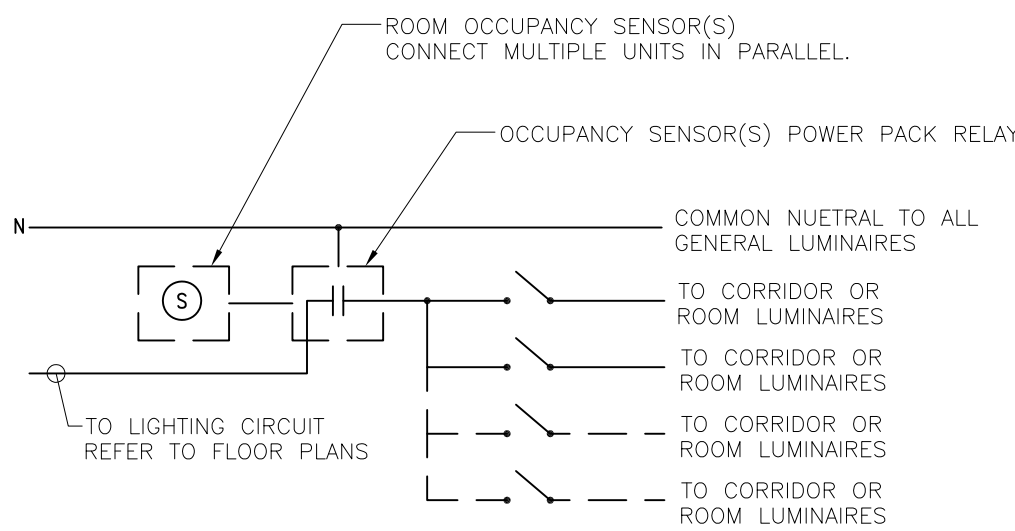 ROOM OCCUPANCY SENSOR(S)
CONNECT MULTIPLE UNITS IN PARALLEL.
OCCUPANCY SENSOR(S) POWER PACK RELAY
N
COMMON NUETRAL TO ALL
GENERAL LUMINAIRES
S
TO CORRIDOR OR
ROOM LUMINAIRES
TO CORRIDOR OR
ROOM LUMINAIRES
TO LIGHTING CIRCUIT
REFER TO FLOOR PLANS
TO CORRIDOR OR
ROOM LUMINAIRES
TO CORRIDOR OR
ROOM LUMINAIRES